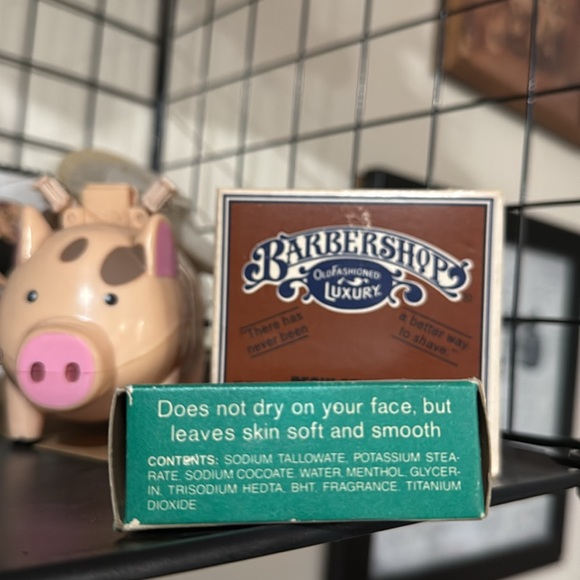 BARBERSHOP
OLD FASHIONED
LUXURY
"There has
never been
a better way
to shave."
Does not dry on your face, but
leaves skin soft and smooth
CONTENTS: SODIUM TALLOWATE, POTASSIUM STEA-
RATE, SODIUM COCOATE, WATER, MENTHOL, GLYCER-
IN, TRISODIUM HEDTA, BHT, FRAGRANCE, TITANIUM
DIOXIDE